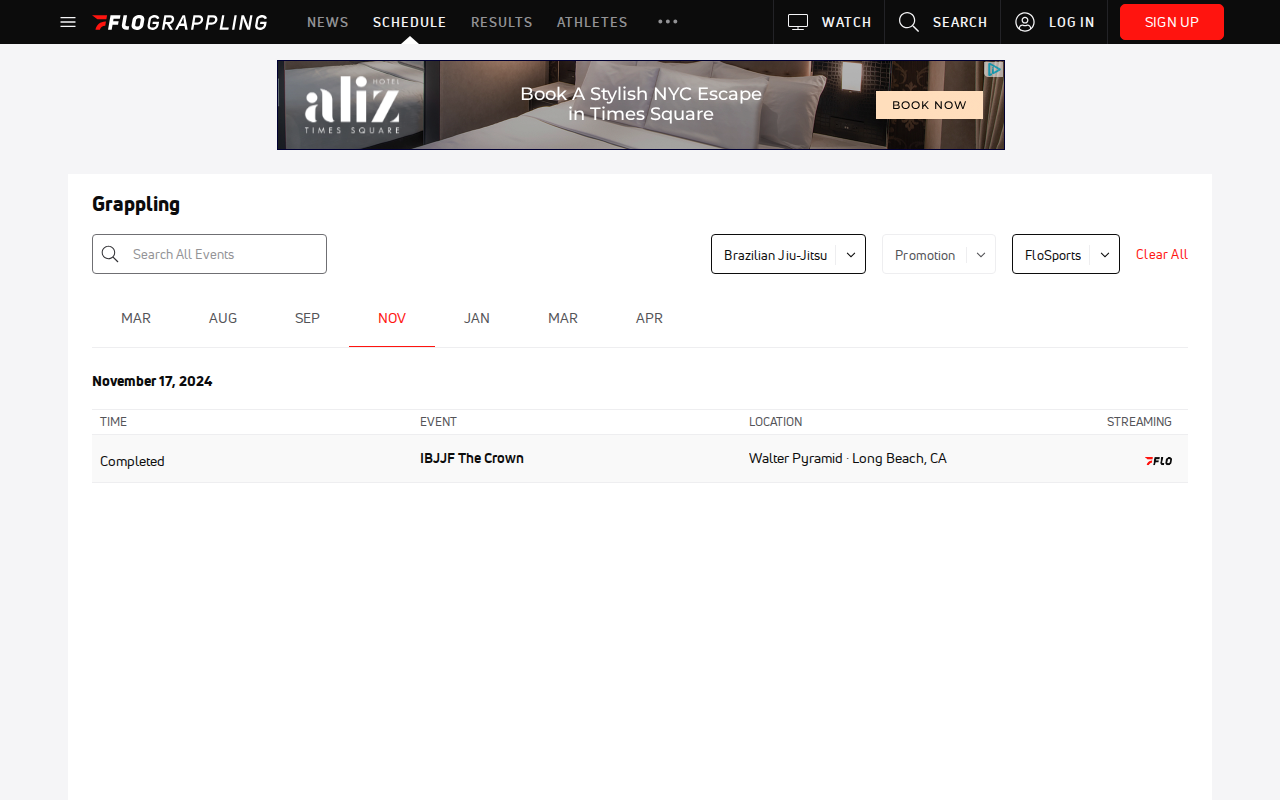 FLOGRAPPLING NEWS SCHEDULE RESULTS ATHLETES WATCH SEARCH LOG IN SIGN UP
aliz HOTEL
TIMES SQUARE
Book A Stylish NYC Escape
in Times Square
BOOK NOW
Grappling
Search All Events Brazilian Jiu-Jitsu Promotion FloSports Clear All
MAR AUG SEP NOV JAN MAR APR
November 17, 2024
TIME EVENT LOCATION STREAMING
Completed IBJJF The Crown Walter Pyramid · Long Beach, CA FLO